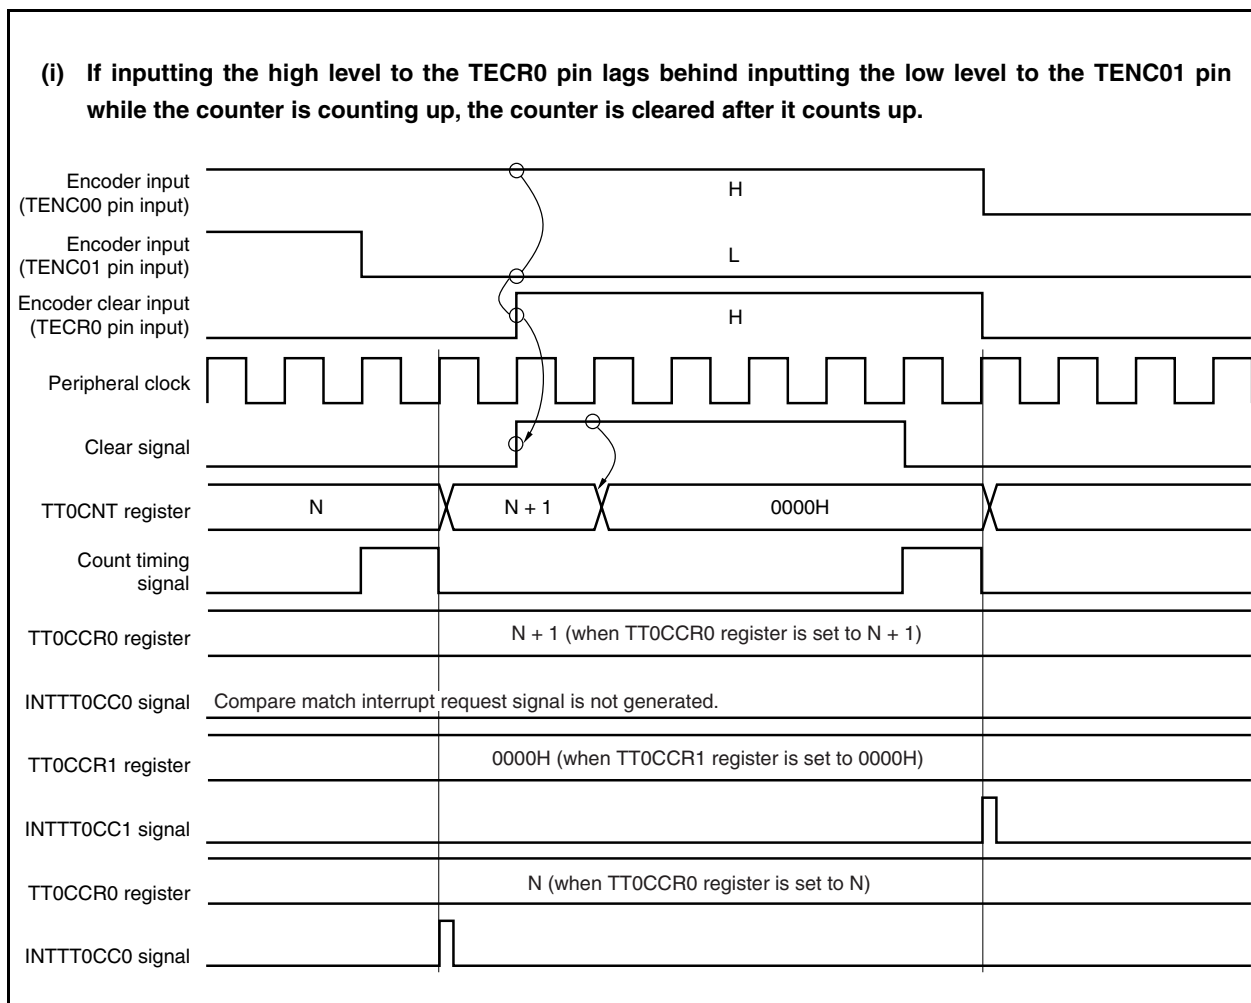 (i) If inputting the high level to the TECR0 pin lags behind inputting the low level to the TENC01 pin
while the counter is counting up, the counter is cleared after it counts up.
Encoder input
(TENC00 pin input)
H
Encoder input
(TENC01 pin input)
L
Encoder clear input
(TECR0 pin input)
H
Peripheral clock
Clear signal
TT0CNT register
N
N + 1
0000H
Count timing
signal
TT0CCR0 register
N + 1 (when TT0CCR0 register is set to N + 1)
INTTT0CC0 signal
Compare match interrupt request signal is not generated.
TT0CCR1 register
0000H (when TT0CCR1 register is set to 0000H)
INTTT0CC1 signal
TT0CCR0 register
N (when TT0CCR0 register is set to N)
INTTT0CC0 signal